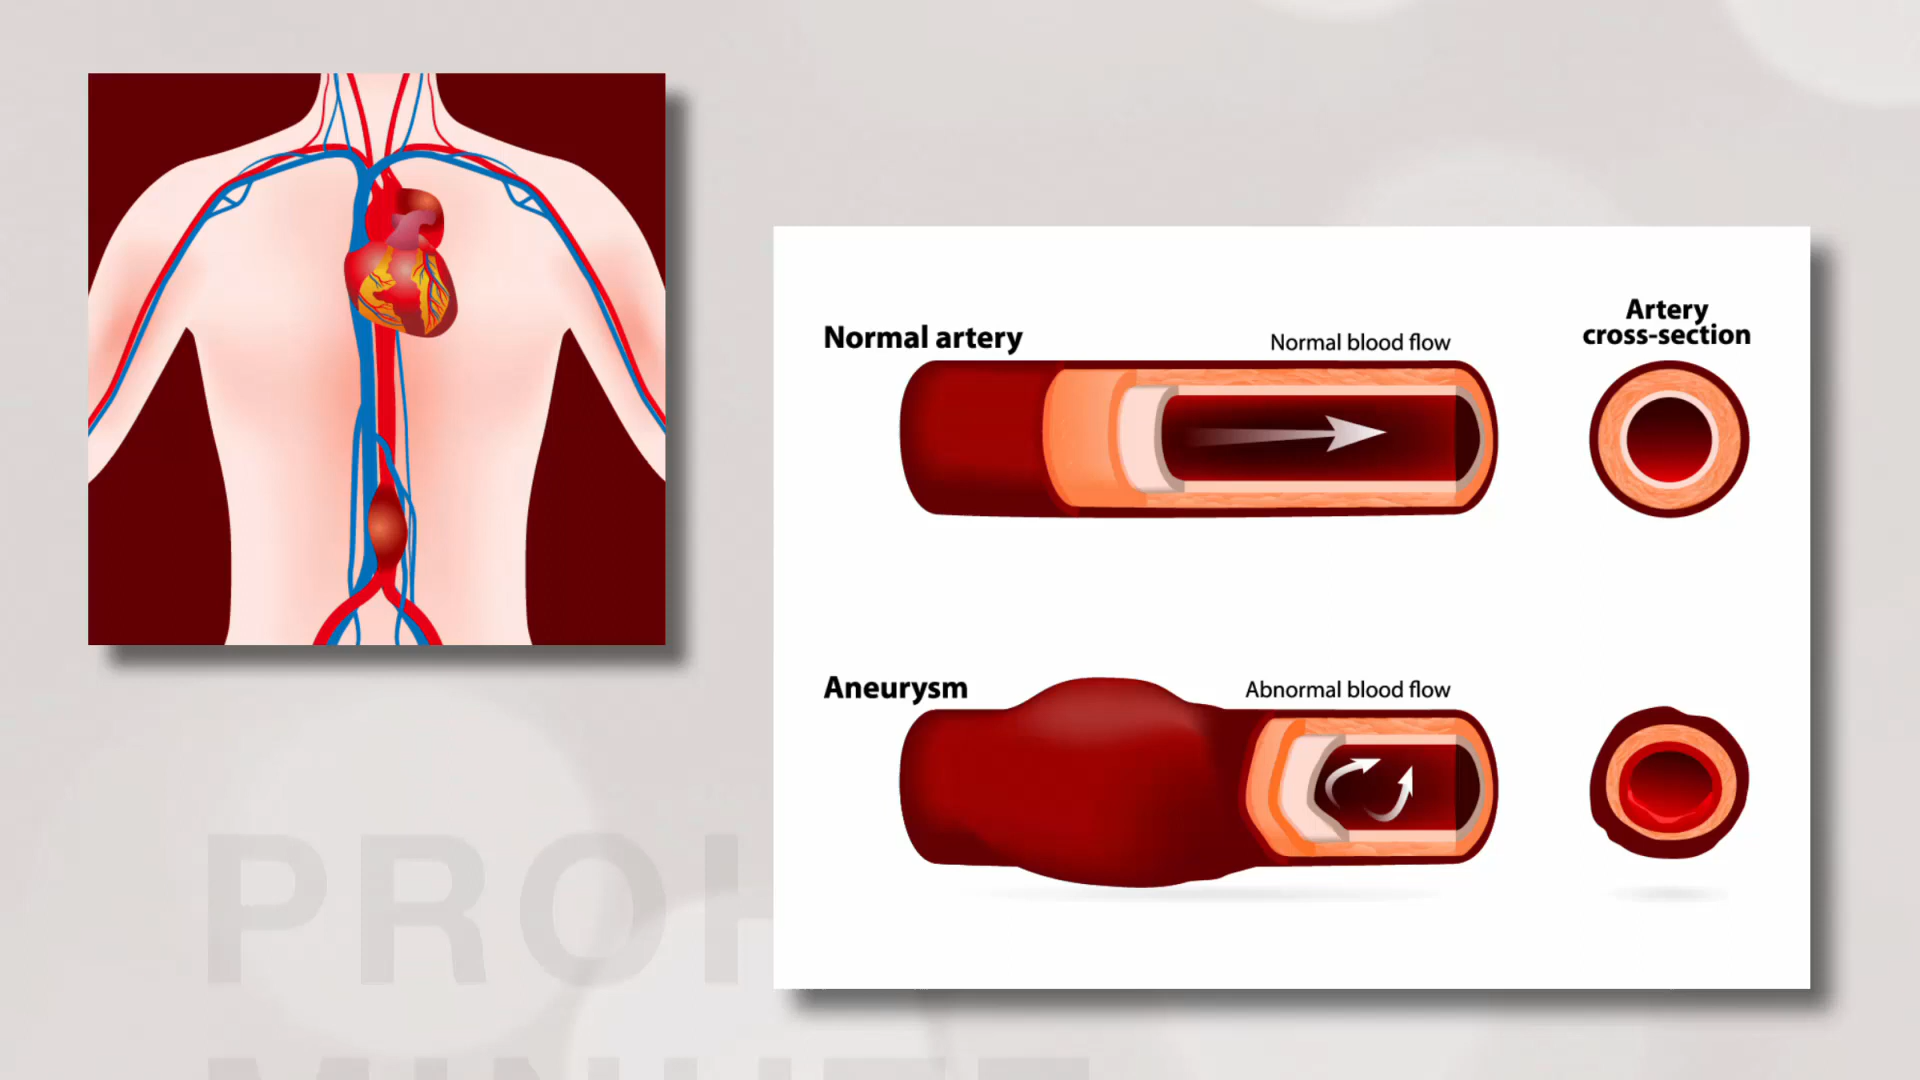 Normal artery
Normal blood flow
Artery
cross-section
Aneurysm
Abnormal blood flow